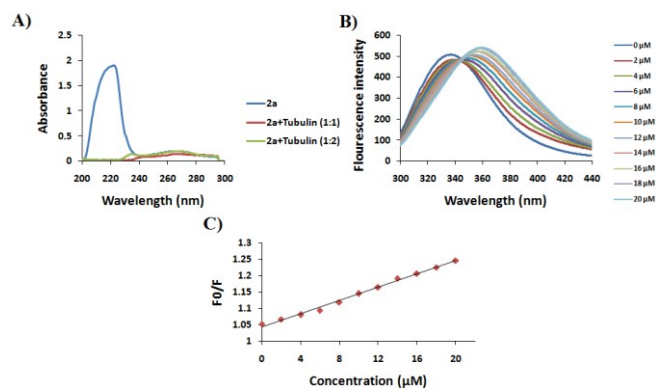 A)
2.5
2
1.5
1
0.5
0
200 220 240 260 280 300
Absorbance
Wavelength (nm)
2a
2a+Tubulin (1:1)
2a+Tubulin (1:2)
B)
600
500
400
300
200
100
0
300 320 340 360 380 400 420 440
Flourescence intensity
Wavelength (nm)
0 µM
2 µM
4 µM
6 µM
8 µM
10 µM
12 µM
14 µM
16 µM
18 µM
20 µM
C)
1.3
1.25
1.2
1.15
1.1
1.05
1
0 4 8 12 16 20
F0/F
Concentration (µM)